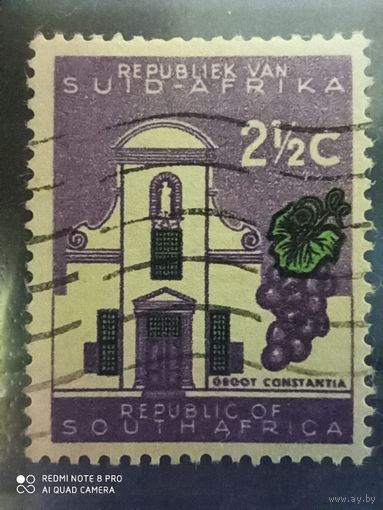 REPUBLIEK VAN
SUID-AFRIKA
2½C
GROOT CONSTANTIA
REPUBLIC OF
SOUTH AFRICA
REDMI NOTE 8 PRO
AI QUAD CAMERA
ay.by